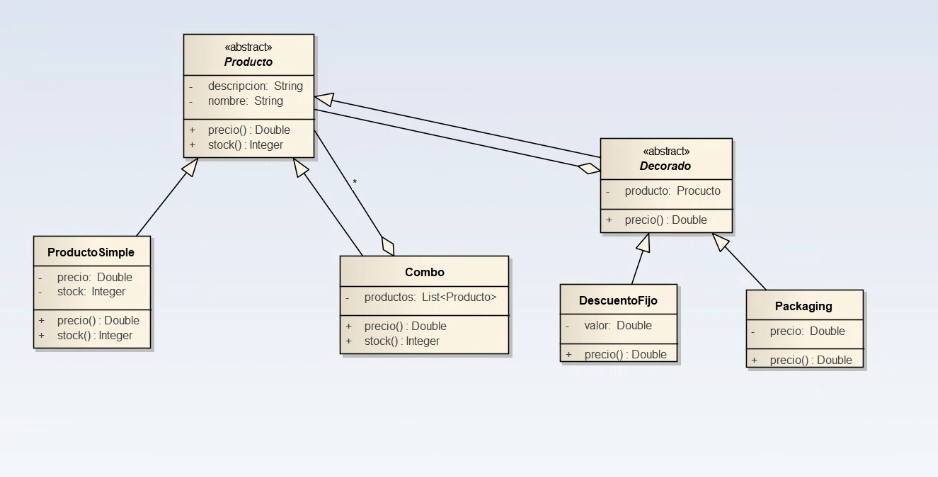 «abstract»
Producto
- descripcion: String
- nombre: String
+ precio() : Double
+ stock() : Integer
«abstract»
Decorado
- producto: Procucto
+ precio() : Double
*
ProductoSimple
- precio: Double
- stock: Integer
+ precio() : Double
+ stock() : Integer
Combo
- productos: List<Producto>
+ precio() : Double
+ stock() : Integer
DescuentoFijo
- valor: Double
+ precio() : Double
Packaging
- precio: Double
+ precio() : Double